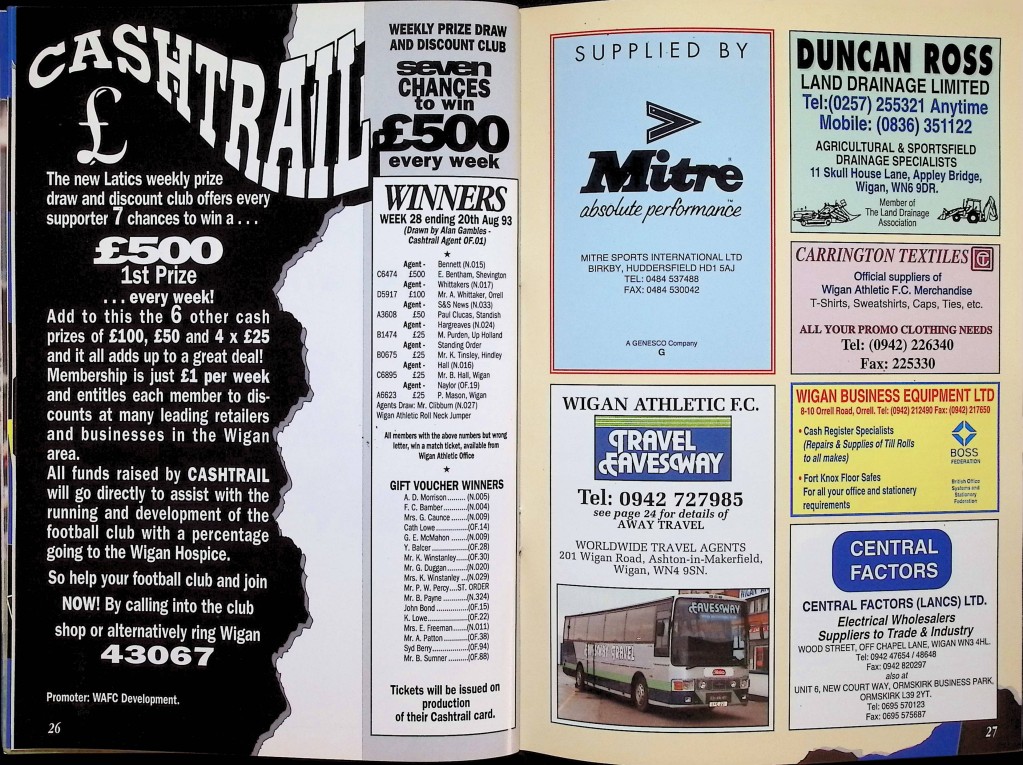 CASHTRAIL
£
The new Latics weekly prize
draw and discount club offers every
supporter 7 chances to win a . . .
£500
1st Prize
. . . every week!
Add to this the 6 other cash
prizes of £100, £50 and 4 x £25
and it all adds up to a great deal!
Membership is just £1 per week
and entitles each member to dis-
counts at many leading retailers
and businesses in the Wigan
area.
All funds raised by CASHTRAIL
will go directly to assist with the
running and development of the
football club with a percentage
going to the Wigan Hospice.
So help your football club and join
NOW! By calling into the club
shop or alternatively ring Wigan
43067
Promoter: WAFC Development.
26
WEEKLY PRIZE DRAW
AND DISCOUNT CLUB
seven
CHANCES
to win
£500
every week
WINNERS
WEEK 28 ending 20th Aug 93
(Drawn by Alan Gambles -
Cashtrail Agent OF.01)
★
Agent - Bennett (N.015)
C6474 £500 E. Bentham, Shevington
Agent - Whittakers (N.017)
D5917 £100 Mr. A. Whittaker, Orrell
Agent - S&S News (N.033)
A3608 £50 Paul Clucas, Standish
Agent - Hargreaves (N.024)
B1474 £25 M. Purden, Up Holland
Agent - Standing Order
B0675 £25 Mr. K. Tinsley, Hindley
Agent - Hall (N.016)
C6895 £25 Mr. B. Hall, Wigan
Agent - Naylor (OF.19)
A6623 £25 P. Mason, Wigan
Agents Draw: Mr. Clibburn (N.027)
Wigan Athletic Roll Neck Jumper
All members with the above numbers but wrong
letter, win a match ticket, available from
Wigan Athletic Office
★
GIFT VOUCHER WINNERS
A. D. Morrison.........(N.005)
F. C. Bamber...........(N.004)
Mrs. G. Caunce .......(N.009)
Cath Lowe ..............(OF.14)
G. E. McMahon .......(N.009)
Y. Balcer .................(OF.28)
Mr. K. Winstanley.....(OF.30)
Mr. G. Duggan.........(N.020)
Mrs. K. Winstanley ...(N.029)
Mr. P. W. Percy....ST. ORDER
Mr. B. Payne ...........(N.324)
John Bond ..............(OF.15)
K. Lowe...................(OF.22)
Mrs. E. Freeman......(N.011)
Mr. A. Patton ..........(OF.38)
Syd Berry................(OF.94)
Mr. B. Sumner .........(OF.88)
Tickets will be issued on
production
of their Cashtrail card.
SUPPLIED BY
Mitre
absolute performance
MITRE SPORTS INTERNATIONAL LTD
BIRKBY, HUDDERSFIELD HD1 5AJ
TEL: 0484 537488
FAX: 0484 530042
A GENESCO Company
G
WIGAN ATHLETIC F.C.
TRAVEL
EAVESWAY
Tel: 0942 727985
see page 24 for details of
AWAY TRAVEL
WORLDWIDE TRAVEL AGENTS
201 Wigan Road, Ashton-in-Makerfield,
Wigan, WN4 9SN.
EAVESWAY
EAVESWAY TRAVEL
DUNCAN ROSS
LAND DRAINAGE LIMITED
Tel:(0257) 255321 Anytime
Mobile: (0836) 351122
AGRICULTURAL & SPORTSFIELD
DRAINAGE SPECIALISTS
11 Skull House Lane, Appley Bridge,
Wigan, WN6 9DR.
Member of
The Land Drainage
Association
CARRINGTON TEXTILES
Official suppliers of
Wigan Athletic F.C. Merchandise
T-Shirts, Sweatshirts, Caps, Ties, etc.
ALL YOUR PROMO CLOTHING NEEDS
Tel: (0942) 226340
Fax: 225330
WIGAN BUSINESS EQUIPMENT LTD
8-10 Orrell Road, Orrell. Tel: (0942) 212490 Fax: (0942) 217650
• Cash Register Specialists
(Repairs & Supplies of Till Rolls
to all makes)
• Fort Knox Floor Safes
For all your office and stationery
requirements
BOSS
FEDERATION
British Office
Systems and
Stationery
Federation
CENTRAL
FACTORS
CENTRAL FACTORS (LANCS) LTD.
Electrical Wholesalers
Suppliers to Trade & Industry
WOOD STREET, OFF CHAPEL LANE, WIGAN WN3 4HL.
Tel: 0942 47654 / 48648
Fax: 0942 820297
also at
UNIT 6, NEW COURT WAY, ORMSKIRK BUSINESS PARK,
ORMSKIRK L39 2YT.
Tel: 0695 570123
Fax: 0695 575687
27